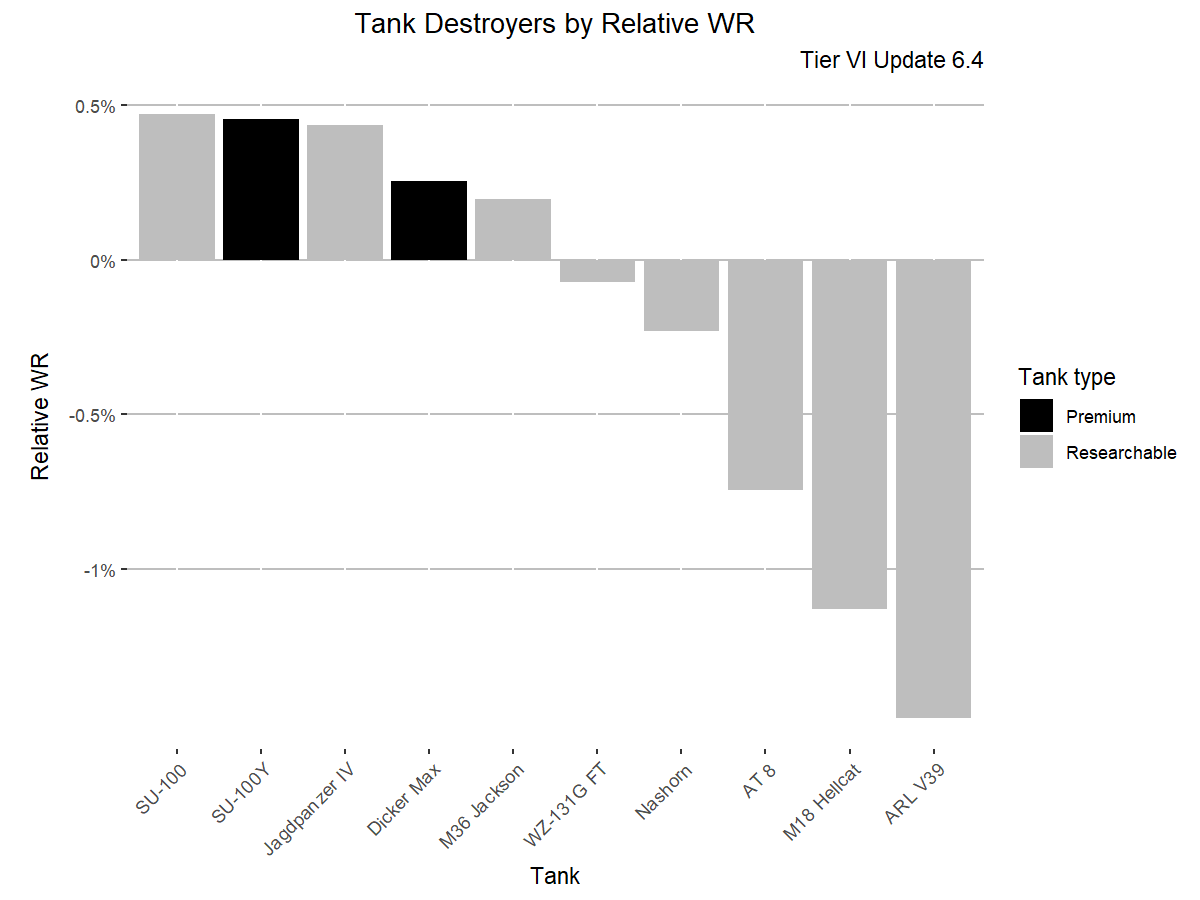 Tank Destroyers by Relative WR
Tier VI Update 6.4
0.5%
0%
-0.5%
-1%
Relative WR
SU-100
SU-100Y
Jagdpanzer IV
Dicker Max
M36 Jackson
WZ-131G FT
Nashorn
AT 8
M18 Hellcat
ARL V39
Tank
Tank type
Premium
Researchable